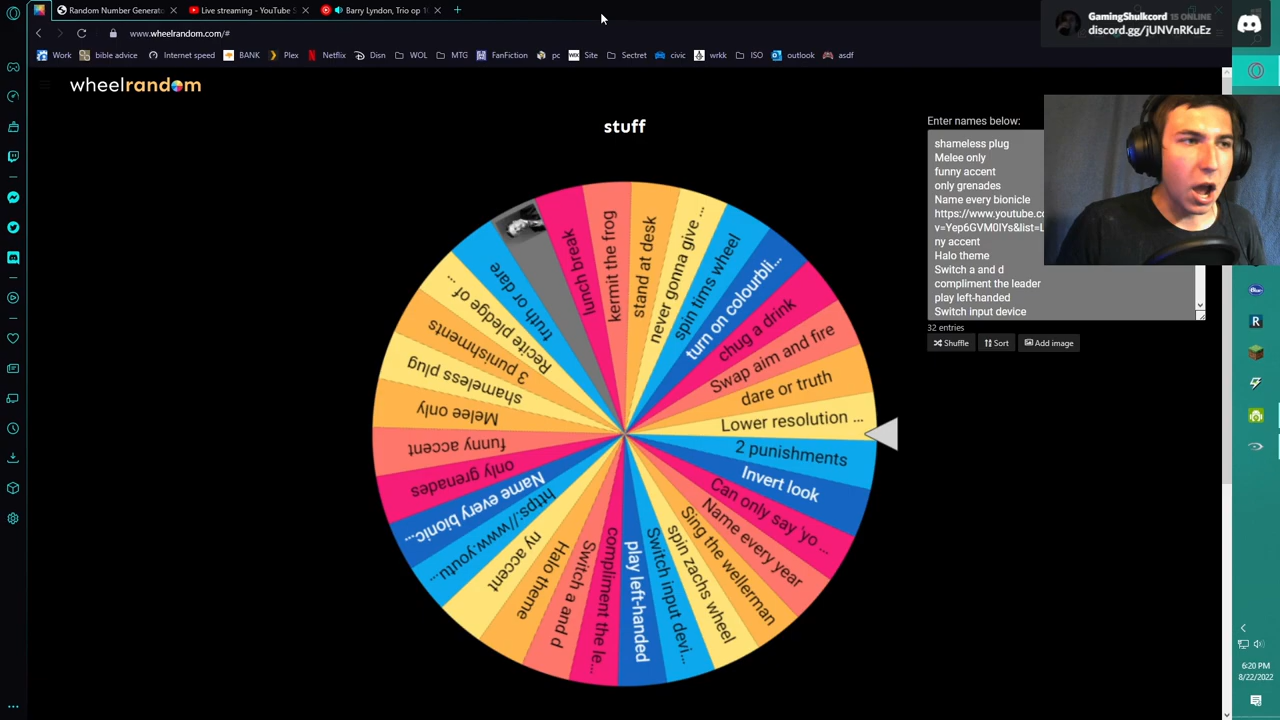 Random Number Generato
Live streaming - YouTube S
Barry Lyndon, Trio op 10
GamingShulkcord 15 ONLINE
discord.gg/jUNVnRKuEz
www.wheelrandom.com/#
Work
bible advice
Internet speed
BANK
Plex
Netflix
Disn
WOL
MTG
FanFiction
pc
Site
Sectret
civic
wrkk
ISO
outlook
asdf
wheelrandom
stuff
Enter names below:
shameless plug
Melee only
funny accent
only grenades
Name every bionicle
https://www.youtube.co
v=Yep6GVM0IYs&list=L
ny accent
Halo theme
Switch a and d
compliment the leader
play left-handed
Switch input device
32 entries
Shuffle
Sort
Add image
lunch break
kermit the frog
stand at desk
never gonna give ...
spin tims wheel
turn on colourbli...
chug a drink
Swap aim and fire
dare or truth
Lower resolution ...
2 punishments
Invert look
Can only say 'yo ...
Name every year
Sing the wellerman
spin zachs wheel
Switch input devi...
play left-handed
compliment the le...
Switch a and d
Halo theme
ny accent
https://www.youtu...
Name every bionic...
only grenades
funny accent
Melee only
shameless plug
3 punishments
Recite pledge of ...
truth or dare
6:20 PM
8/22/2022